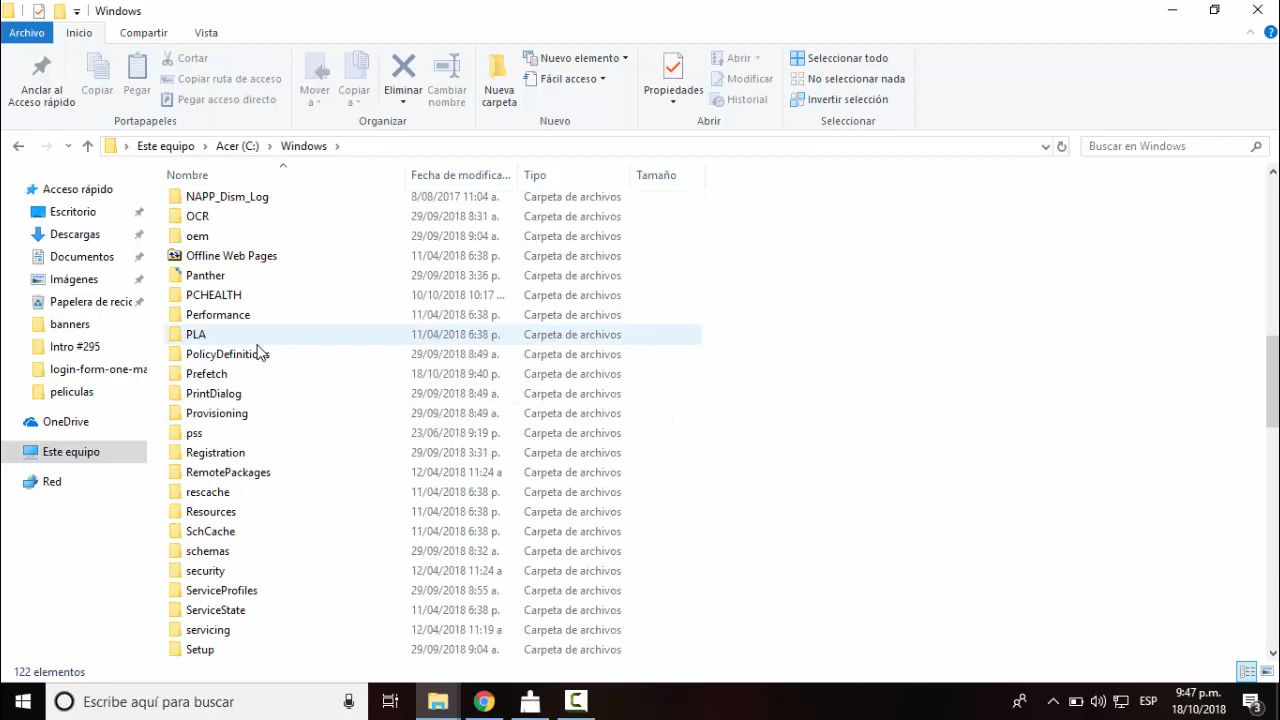 Windows
Archivo Inicio Compartir Vista
Anclar al Acceso rápido
Copiar
Pegar
Cortar
Copiar ruta de acceso
Pegar acceso directo
Portapapeles
Mover a
Copiar a
Eliminar
Cambiar nombre
Organizar
Nueva carpeta
Nuevo elemento
Fácil acceso
Nuevo
Propiedades
Abrir
Modificar
Historial
Abrir
Seleccionar todo
No seleccionar nada
Invertir selección
Seleccionar
Este equipo > Acer (C:) > Windows >
Buscar en Windows
Acceso rápido
Escritorio
Descargas
Documentos
Imágenes
Papelera de recic
banners
Intro #295
login-form-one-ma
peliculas
OneDrive
Este equipo
Red
Nombre Fecha de modifica... Tipo Tamaño
NAPP_Dism_Log 8/08/2017 11:04 a. Carpeta de archivos
OCR 29/09/2018 8:31 a. Carpeta de archivos
oem 29/09/2018 9:04 a. Carpeta de archivos
Offline Web Pages 11/04/2018 6:38 p. Carpeta de archivos
Panther 29/09/2018 3:36 p. Carpeta de archivos
PCHEALTH 10/10/2018 10:17 ... Carpeta de archivos
Performance 11/04/2018 6:38 p. Carpeta de archivos
PLA 11/04/2018 6:38 p. Carpeta de archivos
PolicyDefinitions 29/09/2018 8:49 a. Carpeta de archivos
Prefetch 18/10/2018 9:40 p. Carpeta de archivos
PrintDialog 29/09/2018 8:49 a. Carpeta de archivos
Provisioning 29/09/2018 8:49 a. Carpeta de archivos
pss 23/06/2018 9:19 p. Carpeta de archivos
Registration 29/09/2018 3:31 p. Carpeta de archivos
RemotePackages 12/04/2018 11:24 a Carpeta de archivos
rescache 11/04/2018 6:38 p. Carpeta de archivos
Resources 11/04/2018 6:38 p. Carpeta de archivos
SchCache 11/04/2018 6:38 p. Carpeta de archivos
schemas 29/09/2018 8:32 a. Carpeta de archivos
security 12/04/2018 11:24 a Carpeta de archivos
ServiceProfiles 29/09/2018 8:55 a. Carpeta de archivos
ServiceState 11/04/2018 6:38 p. Carpeta de archivos
servicing 12/04/2018 11:19 a Carpeta de archivos
Setup 29/09/2018 9:04 a. Carpeta de archivos
122 elementos
Escribe aquí para buscar
ESP
9:47 p.m.
18/10/2018
3